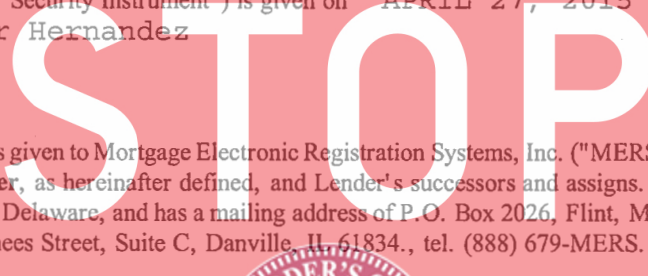 Security Instrument") is given on APRIL 27, 2015
r Hernandez
STOP
s given to Mortgage Electronic Registration Systems, Inc. ("MERS
er, as hereinafter defined, and Lender's successors and assigns.
Delaware, and has a mailing address of P.O. Box 2026, Flint, M
nees Street, Suite C, Danville, IL 61834., tel. (888) 679-MERS.
DER'S